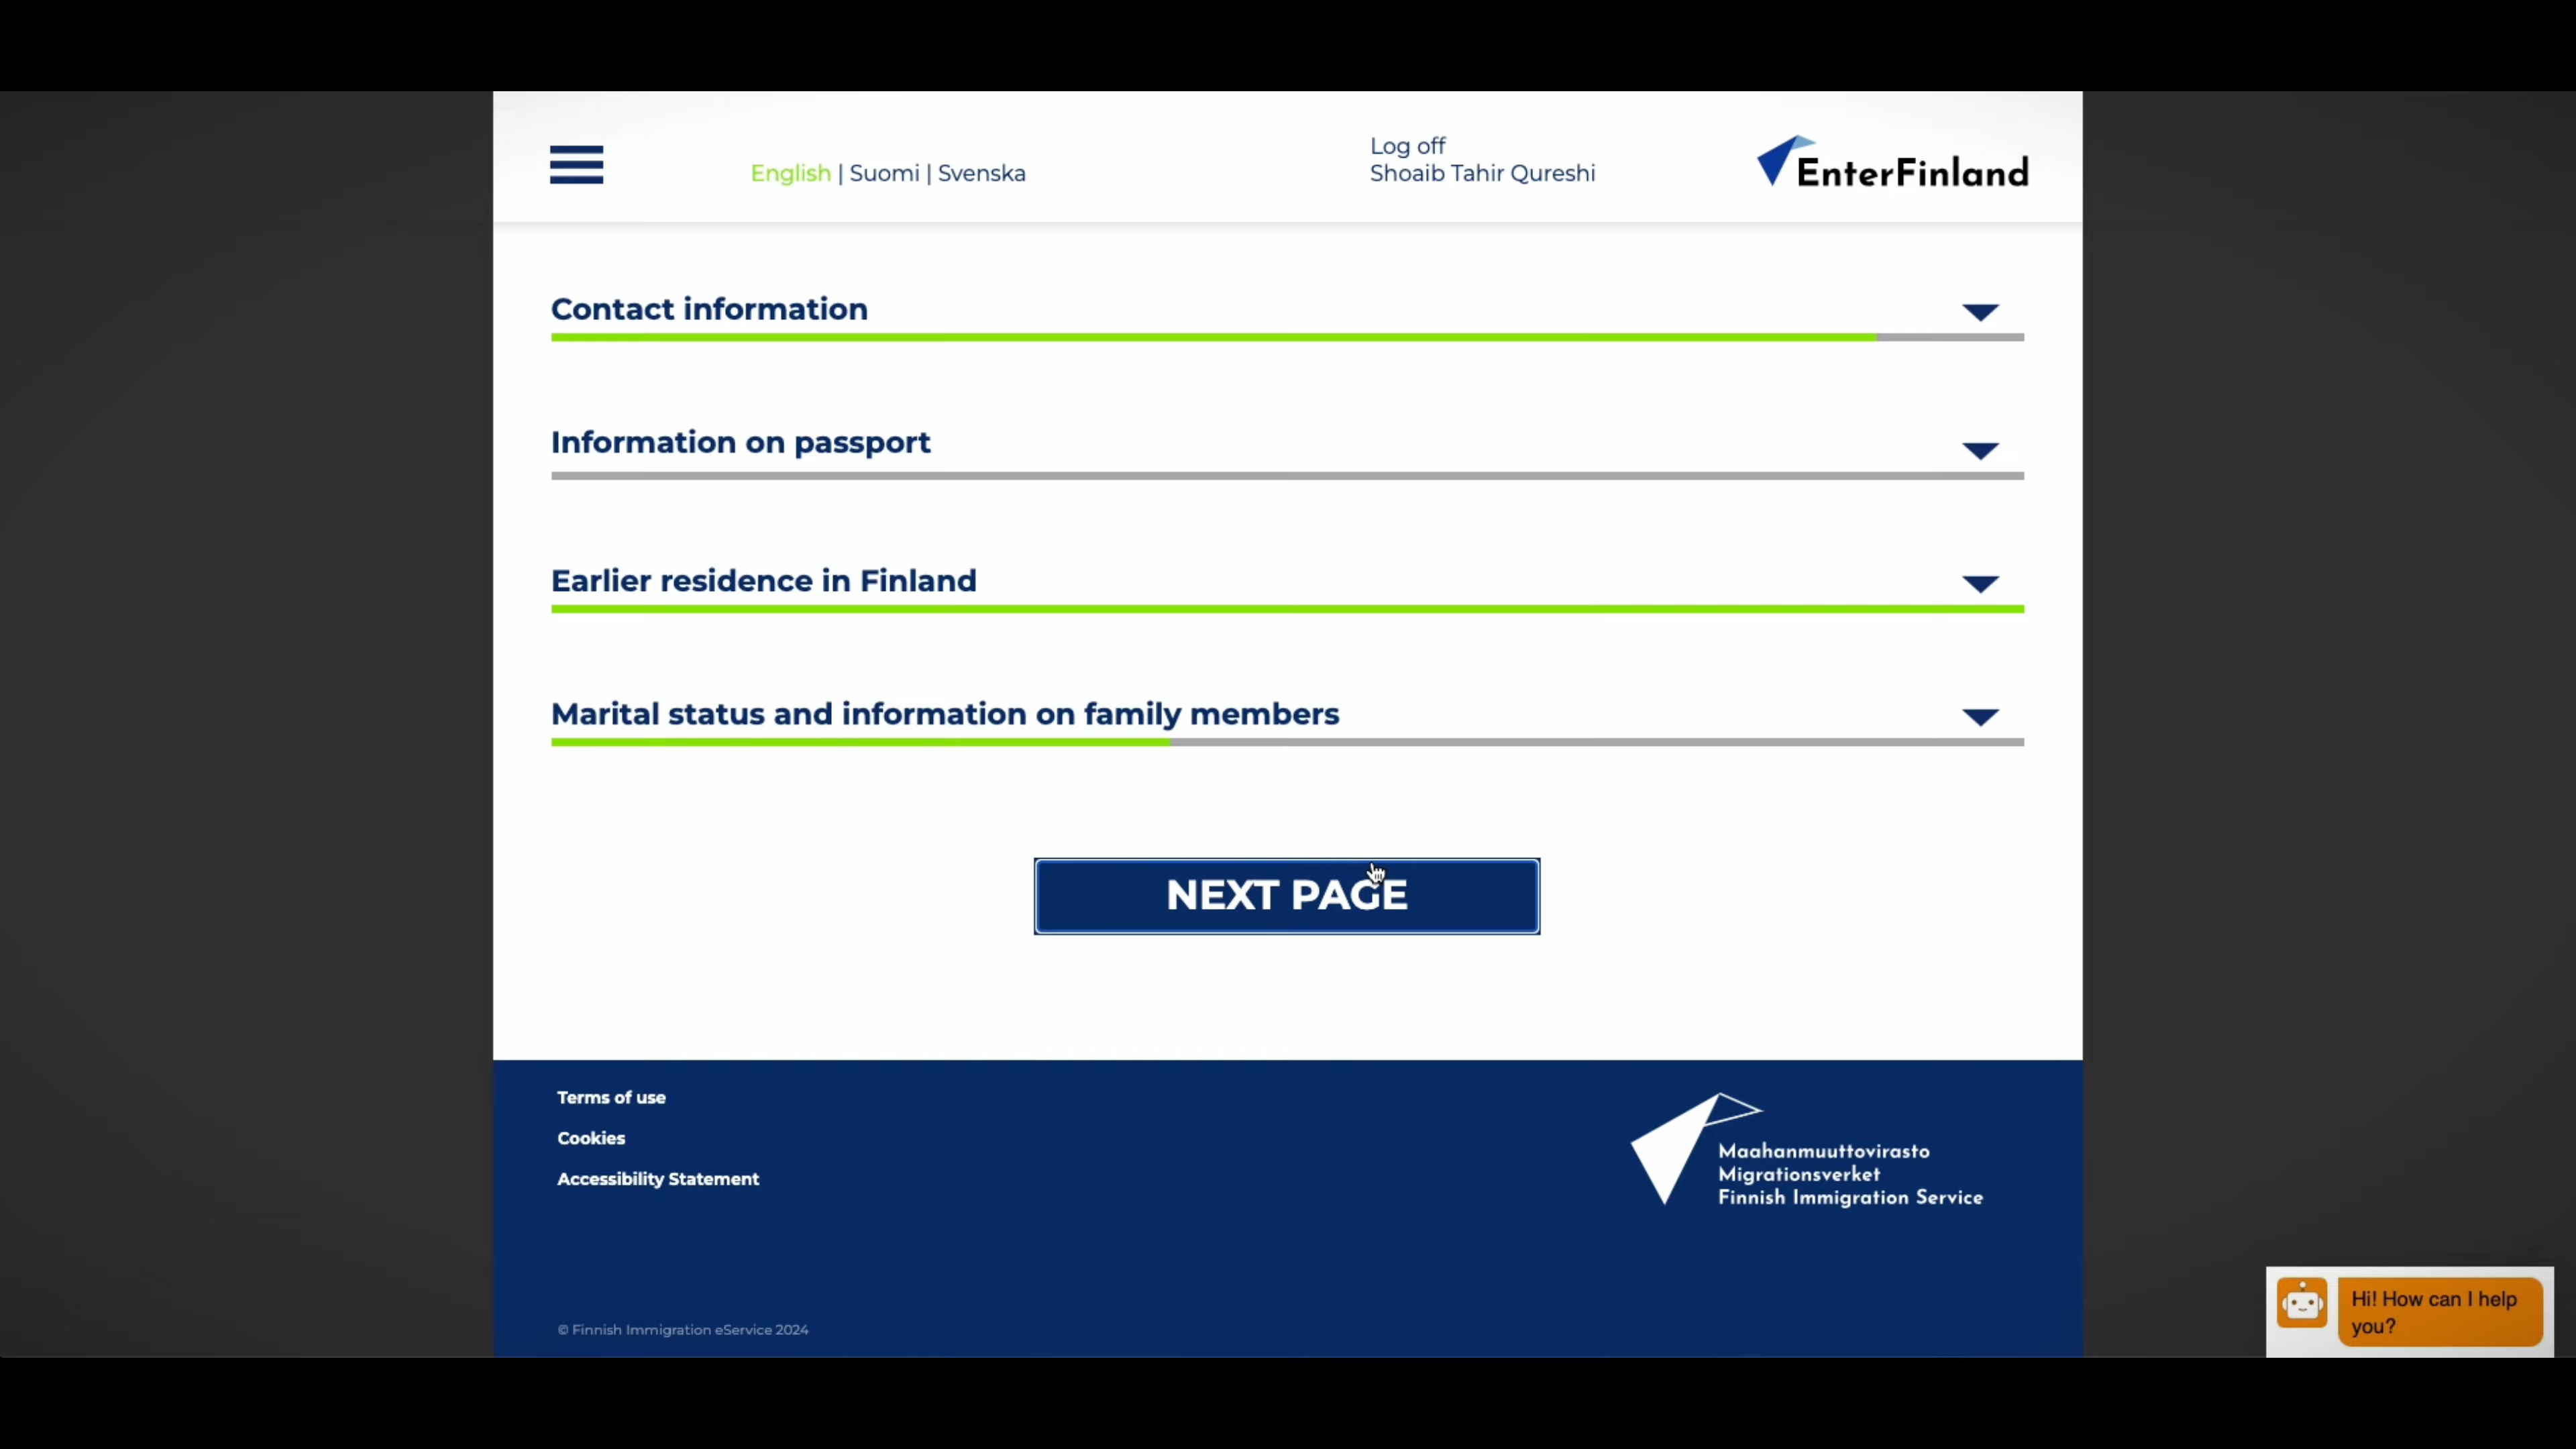 English | Suomi | Svenska
Log off
Shoaib Tahir Qureshi
EnterFinland
Contact information
Information on passport
Earlier residence in Finland
Marital status and information on family members
NEXT PAGE
Terms of use
Cookies
Accessibility Statement
Maahanmuuttovirasto
Migrationsverket
Finnish Immigration Service
© Finnish Immigration eService 2024
Hi! How can I help
you?